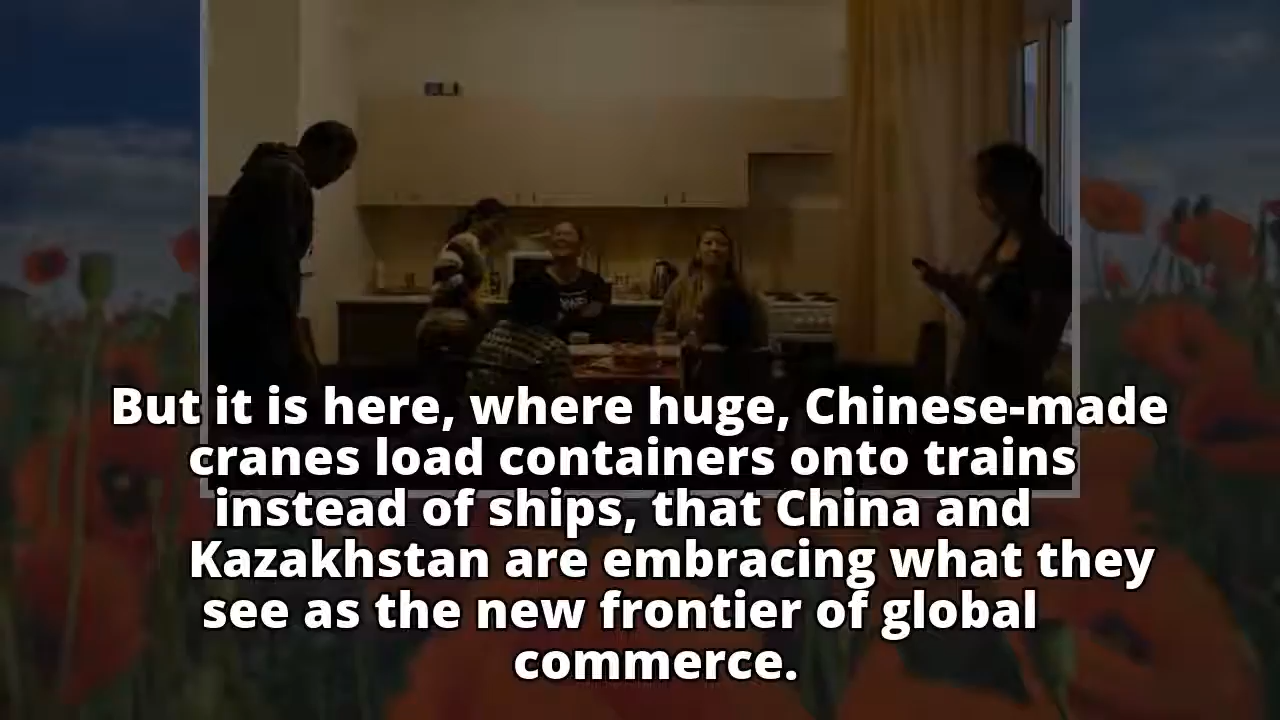 But it is here, where huge, Chinese-made
cranes load containers onto trains
instead of ships, that China and
Kazakhstan are embracing what they
see as the new frontier of global
commerce.